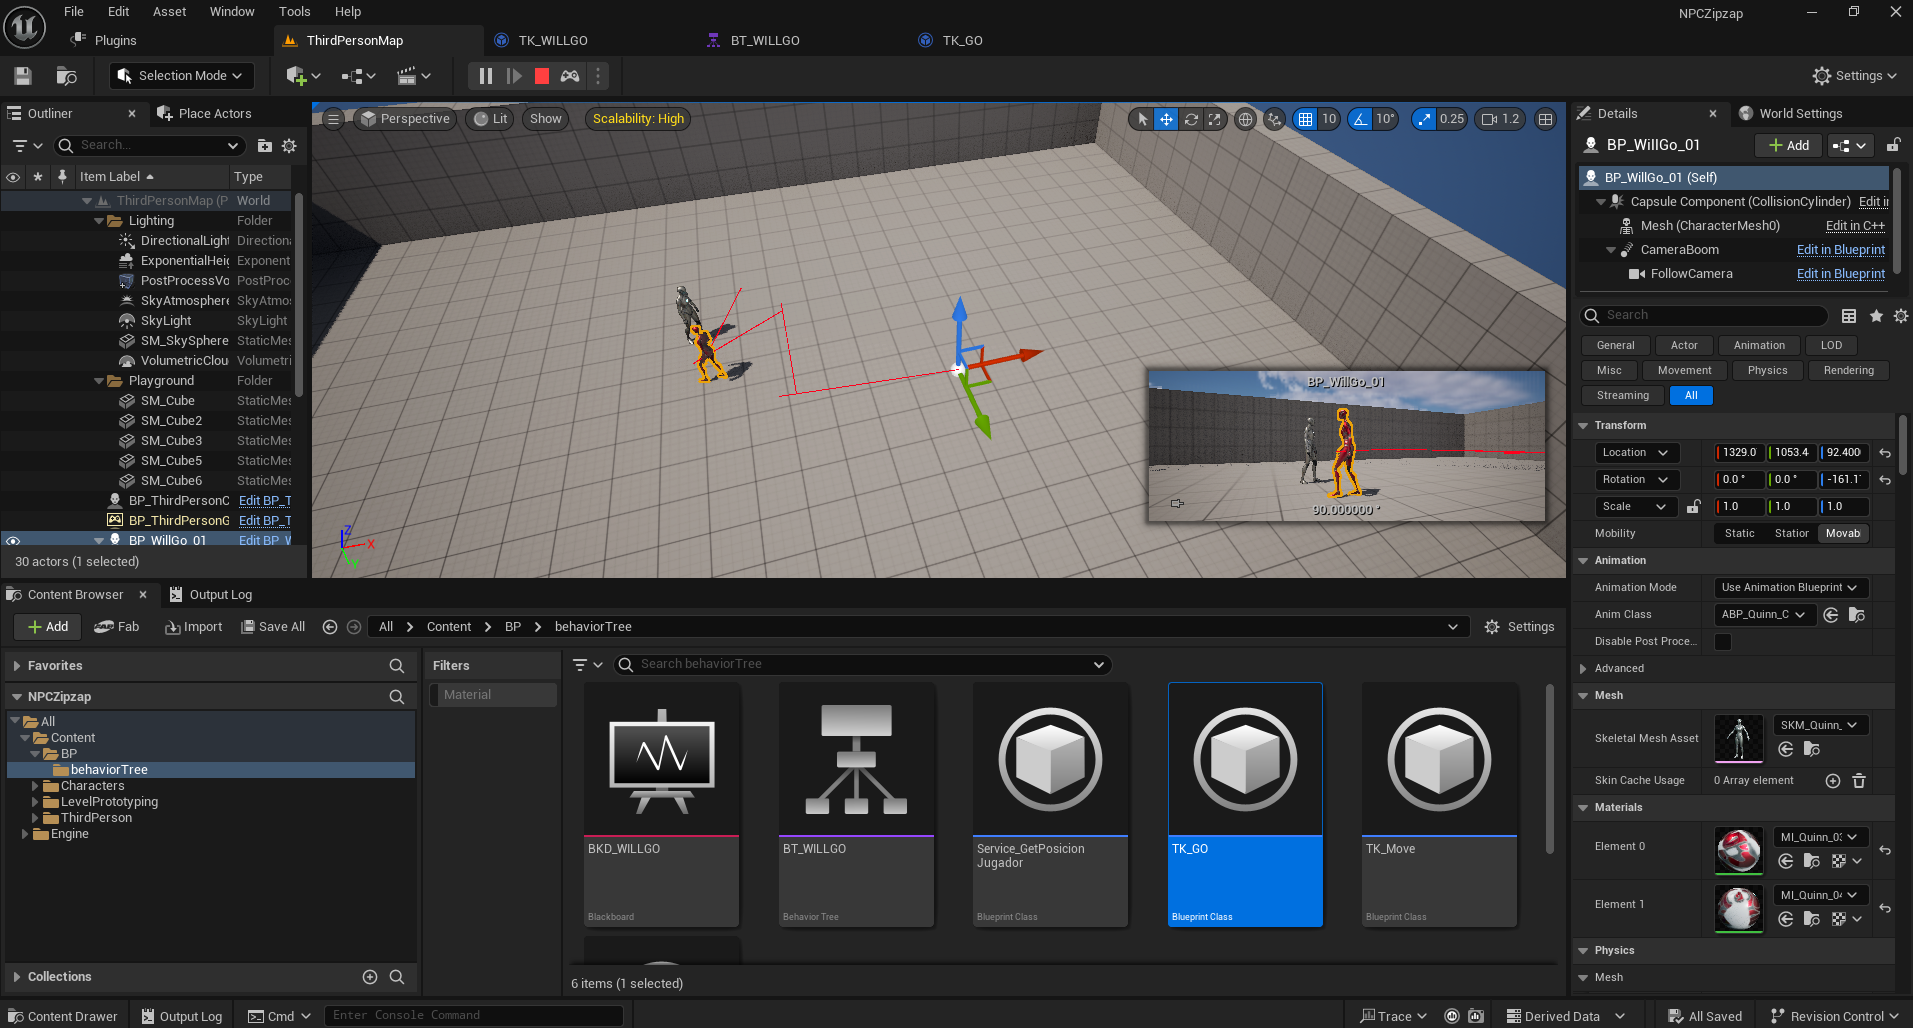 File Edit Asset Window Tools Help
NPCZipzap
Plugins
ThirdPersonMap
TK_WILLGO
BT_WILLGO
TK_GO
Selection Mode
Settings
Outliner
Place Actors
Search...
Item Label
Type
ThirdPersonMap (P World
Lighting Folder
DirectionalLight Directiona
ExponentialHeig Exponent
PostProcessVo PostProc
SkyAtmosphere SkyAtmos
SkyLight SkyLight
SM_SkySphere StaticMes
VolumetricClou Volumetri
Playground Folder
SM_Cube StaticMes
SM_Cube2 StaticMes
SM_Cube3 StaticMes
SM_Cube5 StaticMes
SM_Cube6 StaticMes
BP_ThirdPersonC Edit BP_T
BP_ThirdPersonG Edit BP_T
BP_WillGo_01 Edit BP_W
30 actors (1 selected)
Perspective
Lit
Show
Scalability: High
10
10°
0.25
1.2
Z
X
Y
BP_WillGo_01
90.000000 °
Details
World Settings
BP_WillGo_01
Add
BP_WillGo_01 (Self)
Capsule Component (CollisionCylinder) Edit in
Mesh (CharacterMesh0) Edit in C++
CameraBoom Edit in Blueprint
FollowCamera Edit in Blueprint
Search
General Actor Animation LOD
Misc Movement Physics Rendering
Streaming All
Transform
Location 1329.0 1053.4 92.400
Rotation 0.0 ° 0.0 ° -161.1
Scale 1.0 1.0 1.0
Mobility Static Station Movab
Animation
Animation Mode Use Animation Blueprint
Anim Class ABP_Quinn_C
Disable Post Proce...
Advanced
Mesh
Skeletal Mesh Asset SKM_Quinn_
Skin Cache Usage 0 Array element
Materials
Element 0 MI_Quinn_03
Element 1 MI_Quinn_04
Physics
Mesh
Content Browser
Output Log
Add
Fab
Import
Save All
All > Content > BP > behaviorTree
Settings
Favorites
NPCZipzap
All
Content
BP
behaviorTree
Characters
LevelPrototyping
ThirdPerson
Engine
Collections
Filters
Material
Search behaviorTree
BKD_WILLGO
Blackboard
BT_WILLGO
Behavior Tree
Service_GetPosicion
Jugador
Blueprint Class
TK_GO
Blueprint Class
TK_Move
Blueprint Class
6 items (1 selected)
Content Drawer
Output Log
Cmd
Enter Console Command
Trace
Derived Data
All Saved
Revision Control